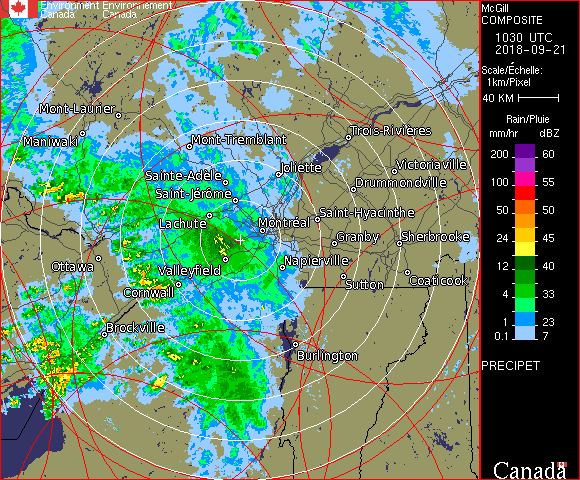 Environment Environnement
Canada Canada
McGill
COMPOSITE
1030 UTC
2018-09-21
Scale/Échelle:
1km/Pixel
40 KM
Rain/Pluie
mm/hr dBZ
200 60
100 55
50 50
24 45
12 39
4 33
2 23
0.1 7
PRECIPET
Canada
Mont-Laurier
Maniwaki
Mont-Tremblant
Trois-Rivières
Sainte-Adèle
Joliette
Victoriaville
Saint-Jérôme
Drummondville
Lachute
Montréal
Saint-Hyacinthe
Granby
Sherbrooke
Ottawa
Valleyfield
Napierville
Cornwall
Sutton
Coaticook
Brockville
Burlington